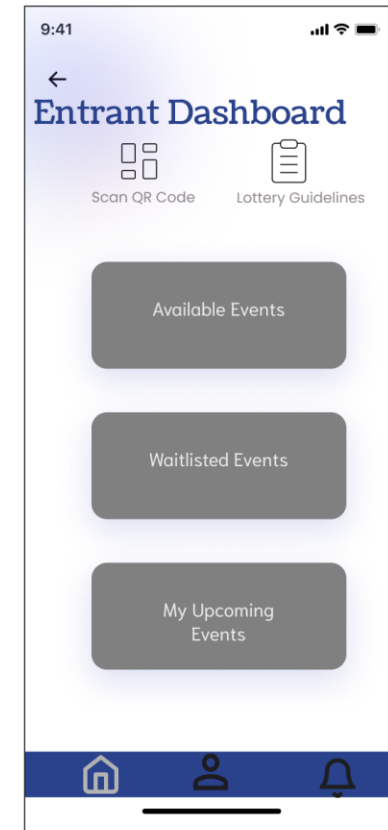 9:41
Entrant Dashboard
Scan QR Code
Lottery Guidelines
Available Events
Waitlisted Events
My Upcoming
Events